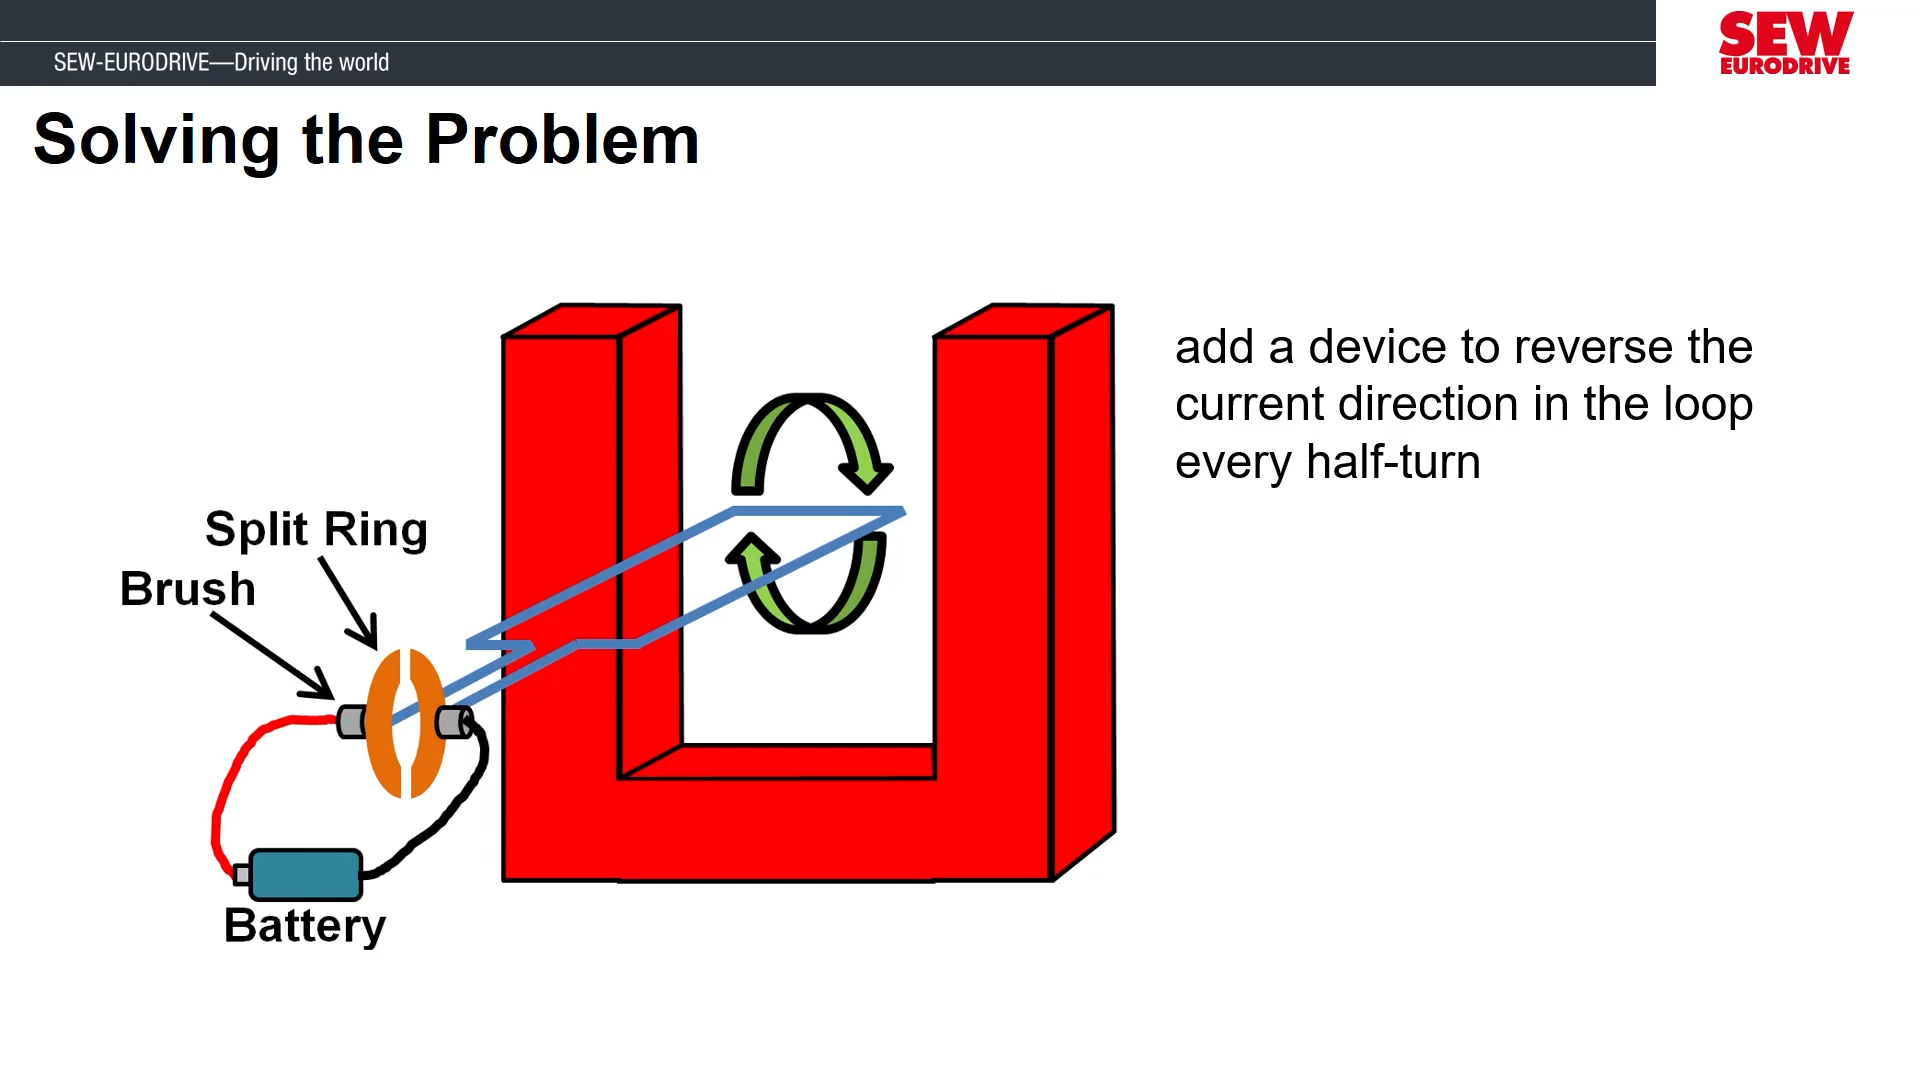 SEW-EURODRIVE—Driving the world
SEW
EURODRIVE
Solving the Problem
add a device to reverse the
current direction in the loop
every half-turn
Split Ring
Brush
Battery